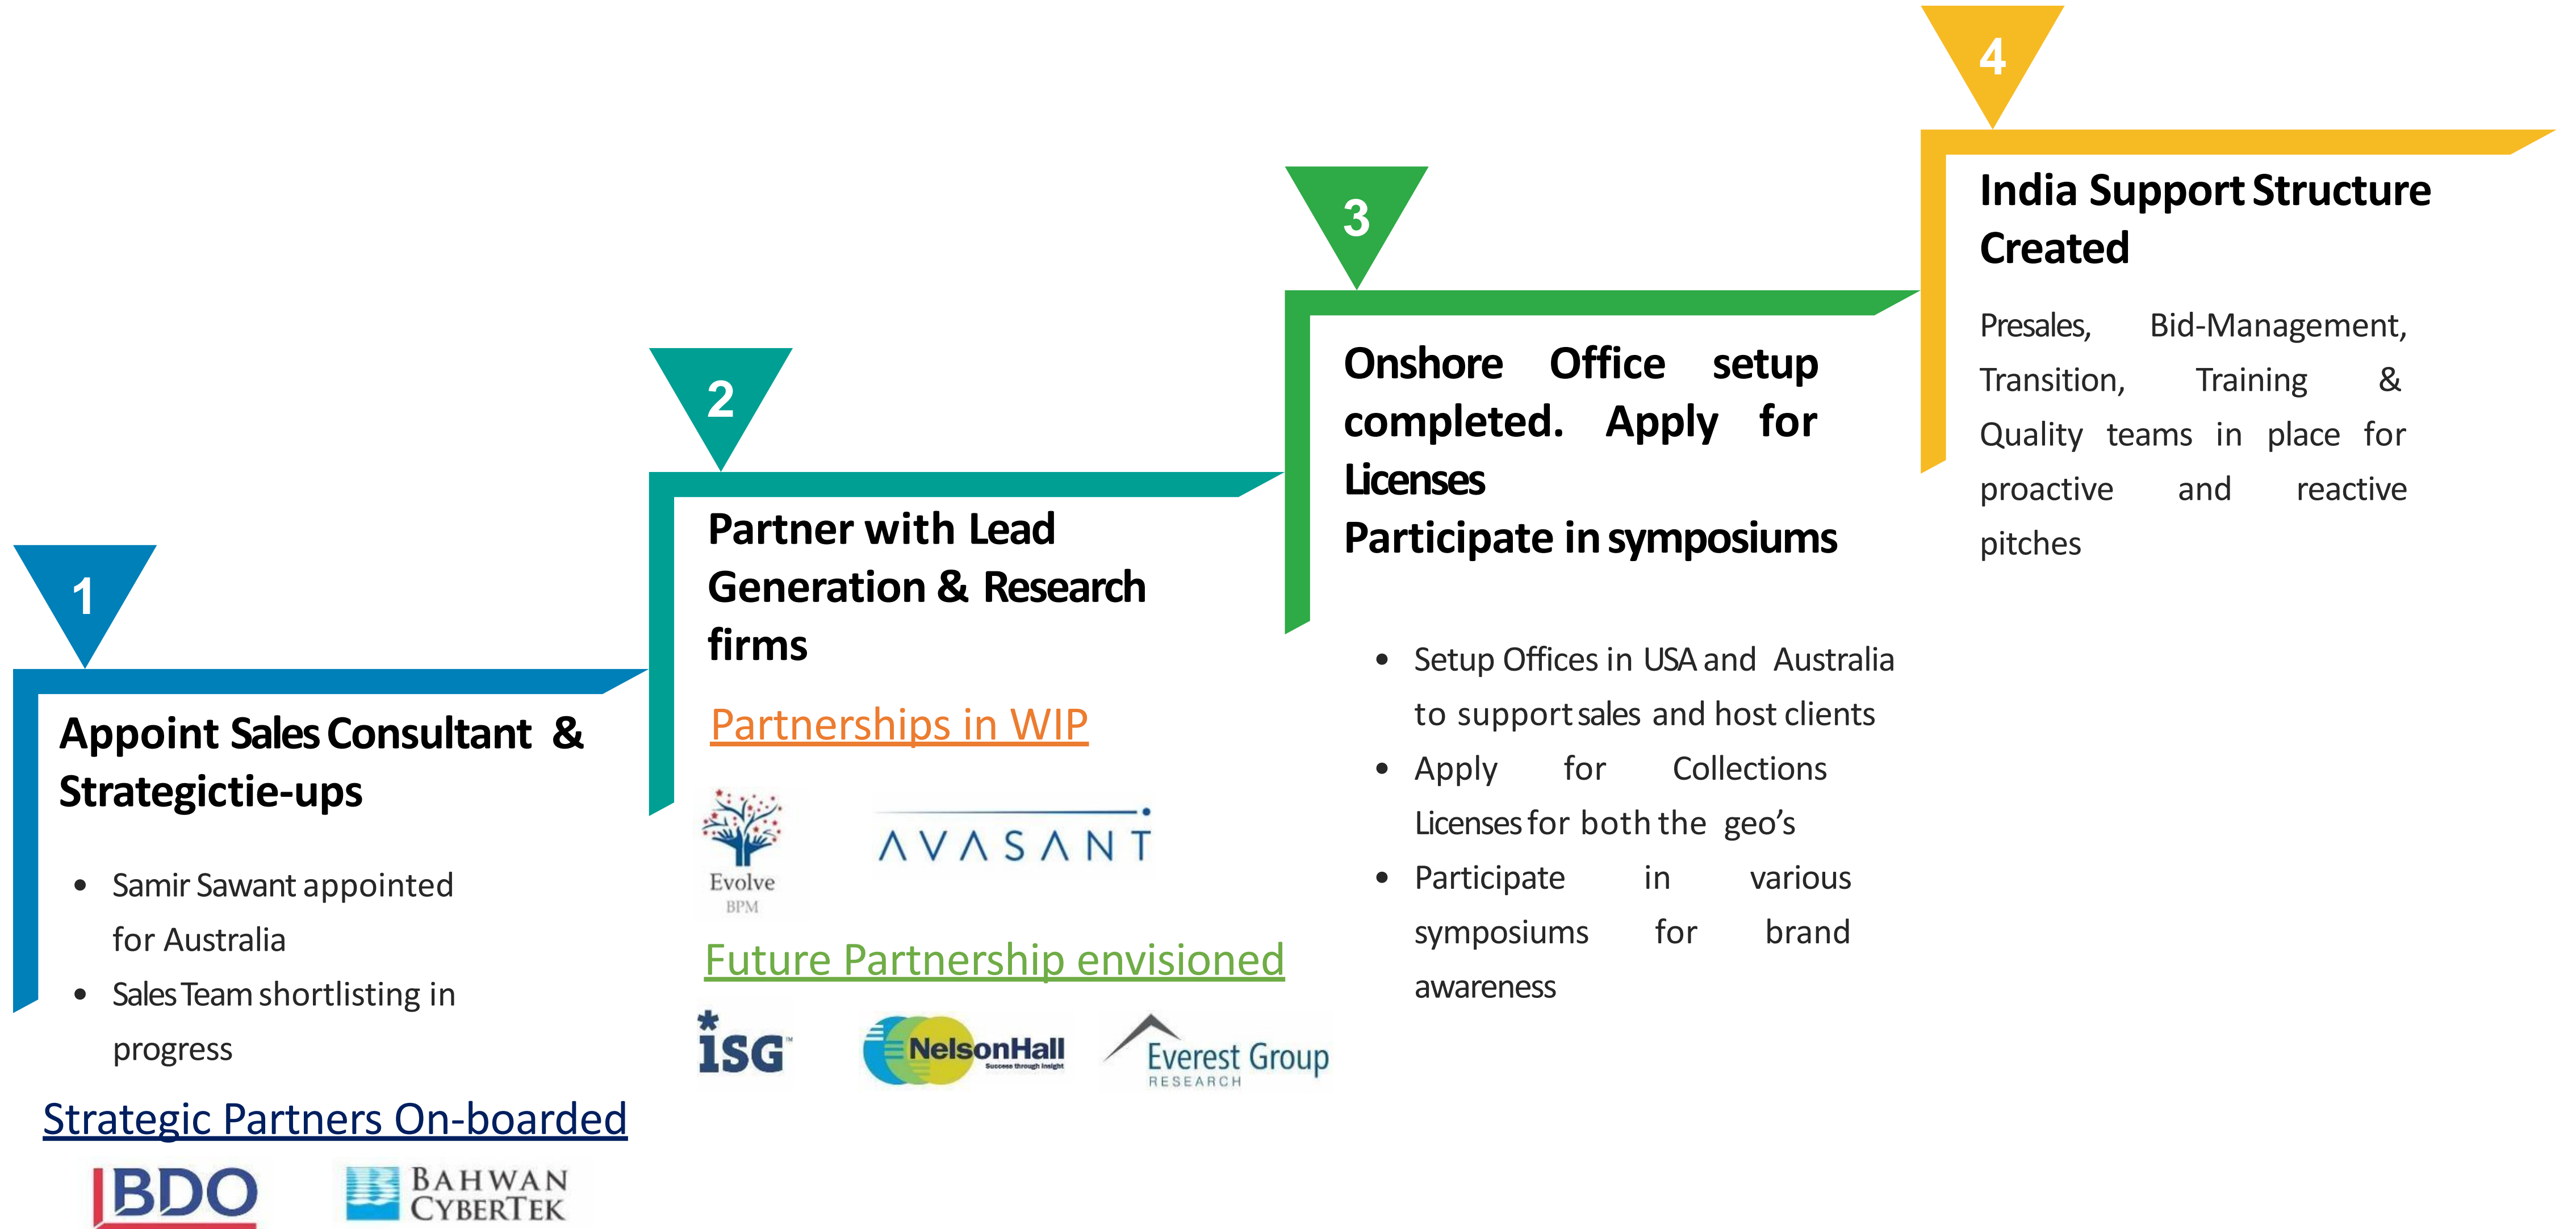 1
Appoint Sales Consultant &
Strategictie-ups
• Samir Sawant appointed
for Australia
• Sales Team shortlisting in
progress
Strategic Partners On-boarded
BDO
BAHWAN
CYBERTEK
2
Partner with Lead
Generation & Research
firms
Partnerships in WIP
Evolve
BPM
AVASANT
Future Partnership envisioned
ISG™
NelsonHall
Success through Insight
Everest Group
RESEARCH
3
Onshore Office setup
completed. Apply for
Licenses
Participate in symposiums
• Setup Offices in USA and Australia
to support sales and host clients
• Apply for Collections
Licenses for both the geo’s
• Participate in various
symposiums for brand
awareness
4
India Support Structure
Created
Presales, Bid-Management,
Transition, Training &
Quality teams in place for
proactive and reactive
pitches